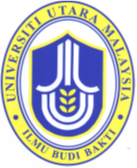 UNIVERSITI UTARA MALAYSIA
ILMU BUDI BAKTI